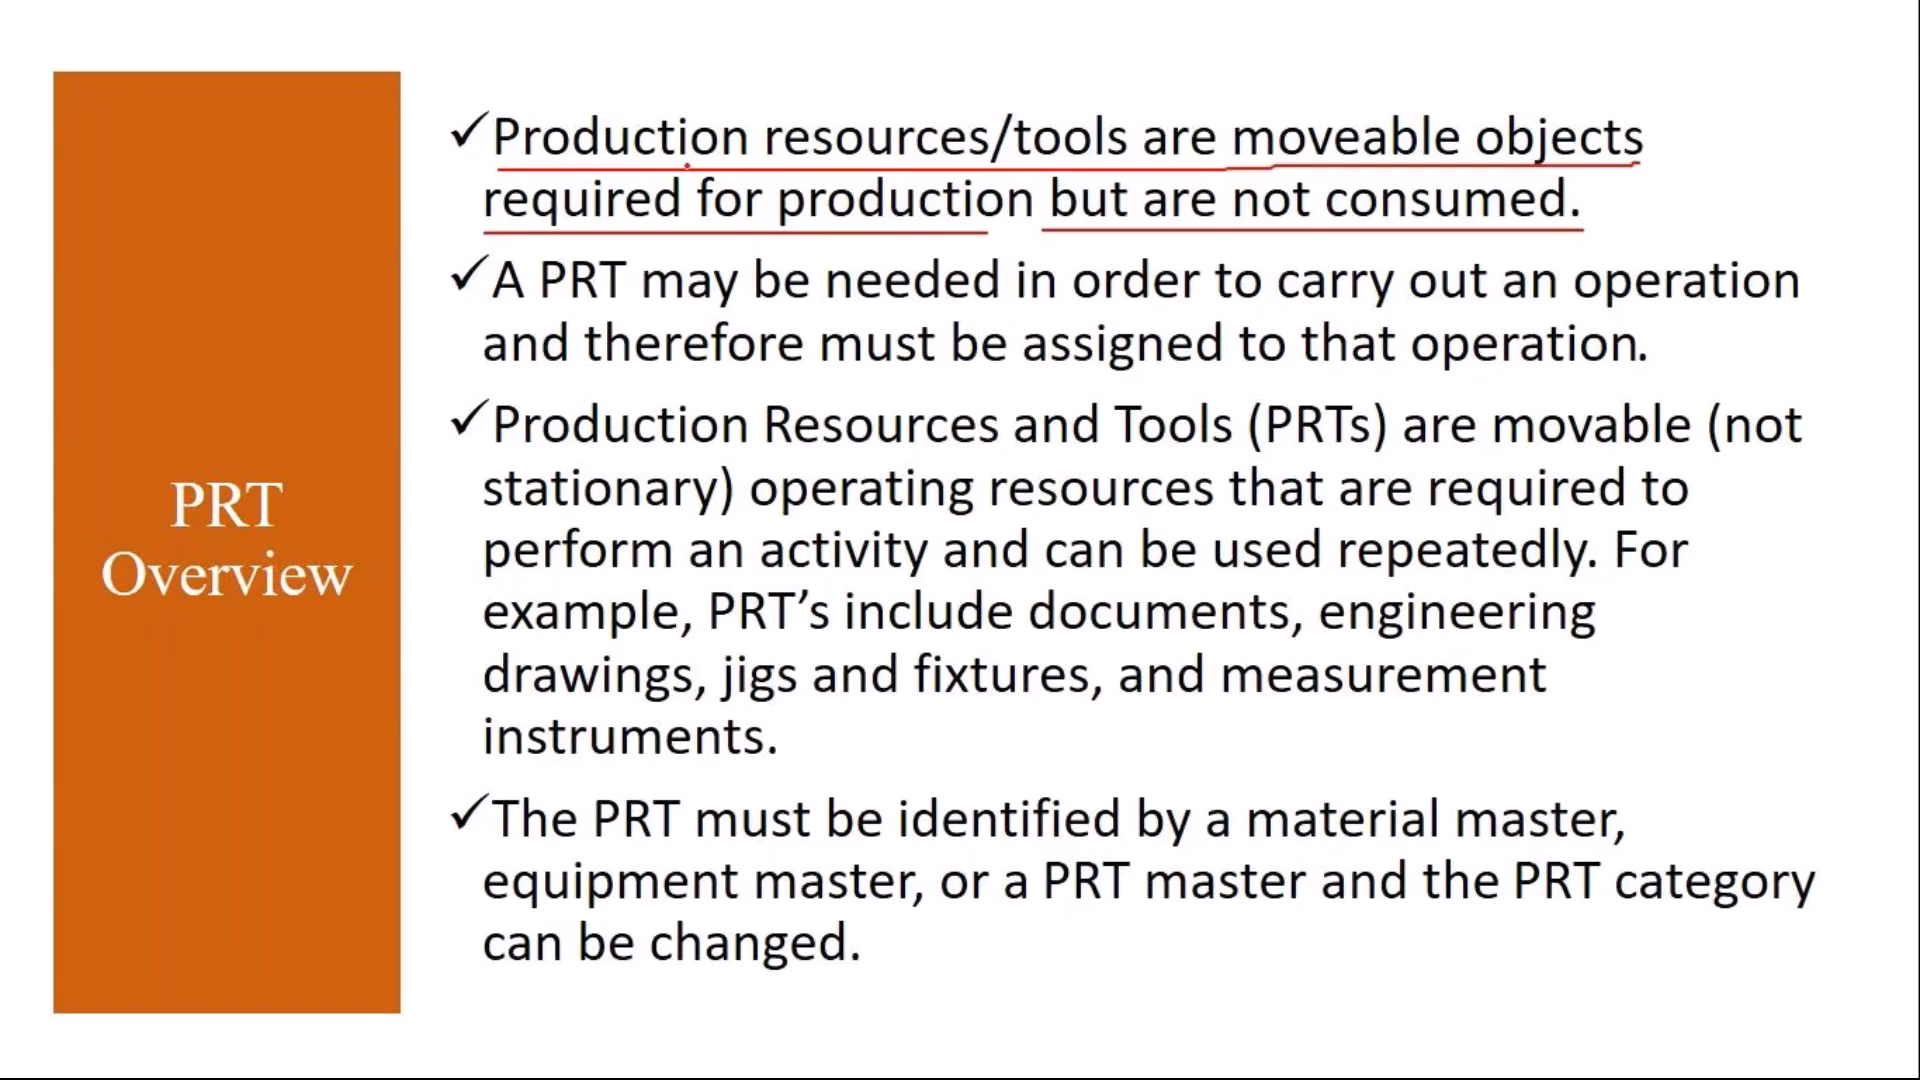 PRT
Overview
✓Production resources/tools are moveable objects
required for production but are not consumed.
✓A PRT may be needed in order to carry out an operation
and therefore must be assigned to that operation.
✓Production Resources and Tools (PRTs) are movable (not
stationary) operating resources that are required to
perform an activity and can be used repeatedly. For
example, PRT’s include documents, engineering
drawings, jigs and fixtures, and measurement
instruments.
✓The PRT must be identified by a material master,
equipment master, or a PRT master and the PRT category
can be changed.